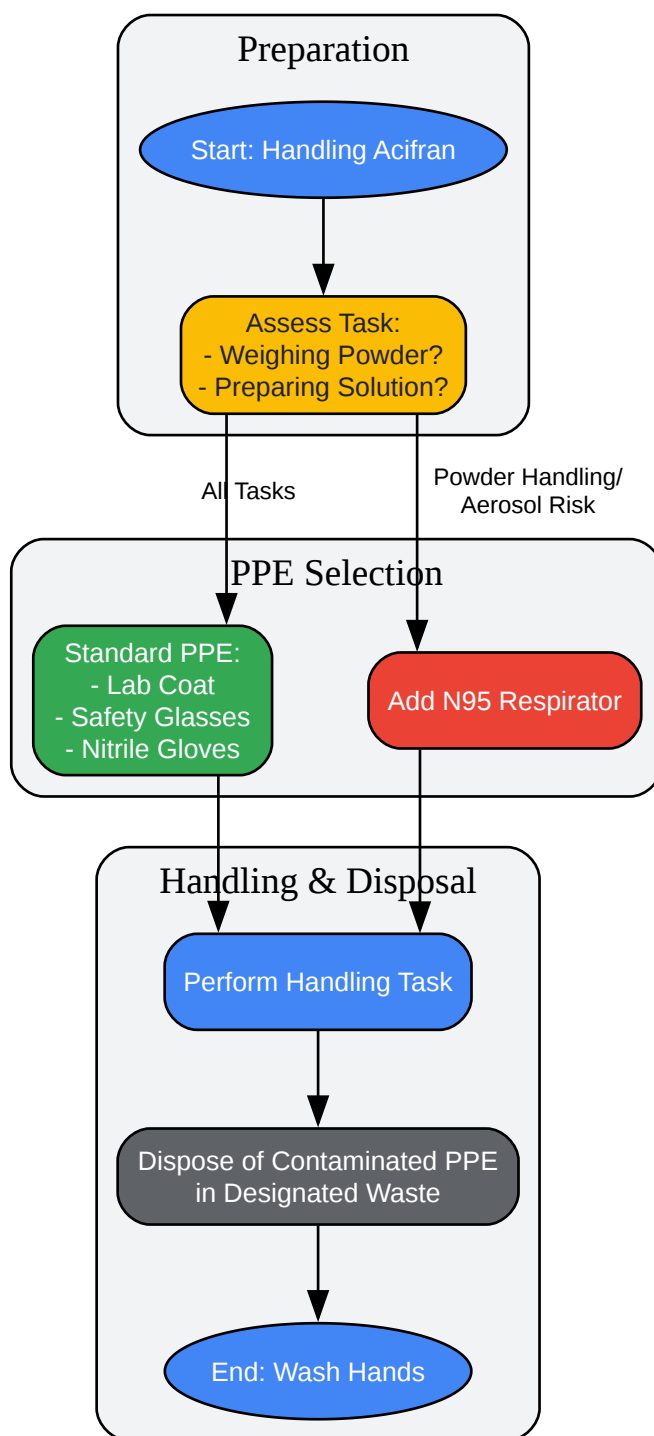 Preparation
Start: Handling Acifran
Assess Task:
- Weighing Powder?
- Preparing Solution?
All Tasks
Powder Handling/
Aerosol Risk
PPE Selection
Standard PPE:
- Lab Coat
- Safety Glasses
- Nitrile Gloves
Add N95 Respirator
Handling & Disposal
Perform Handling Task
Dispose of Contaminated PPE
in Designated Waste
End: Wash Hands